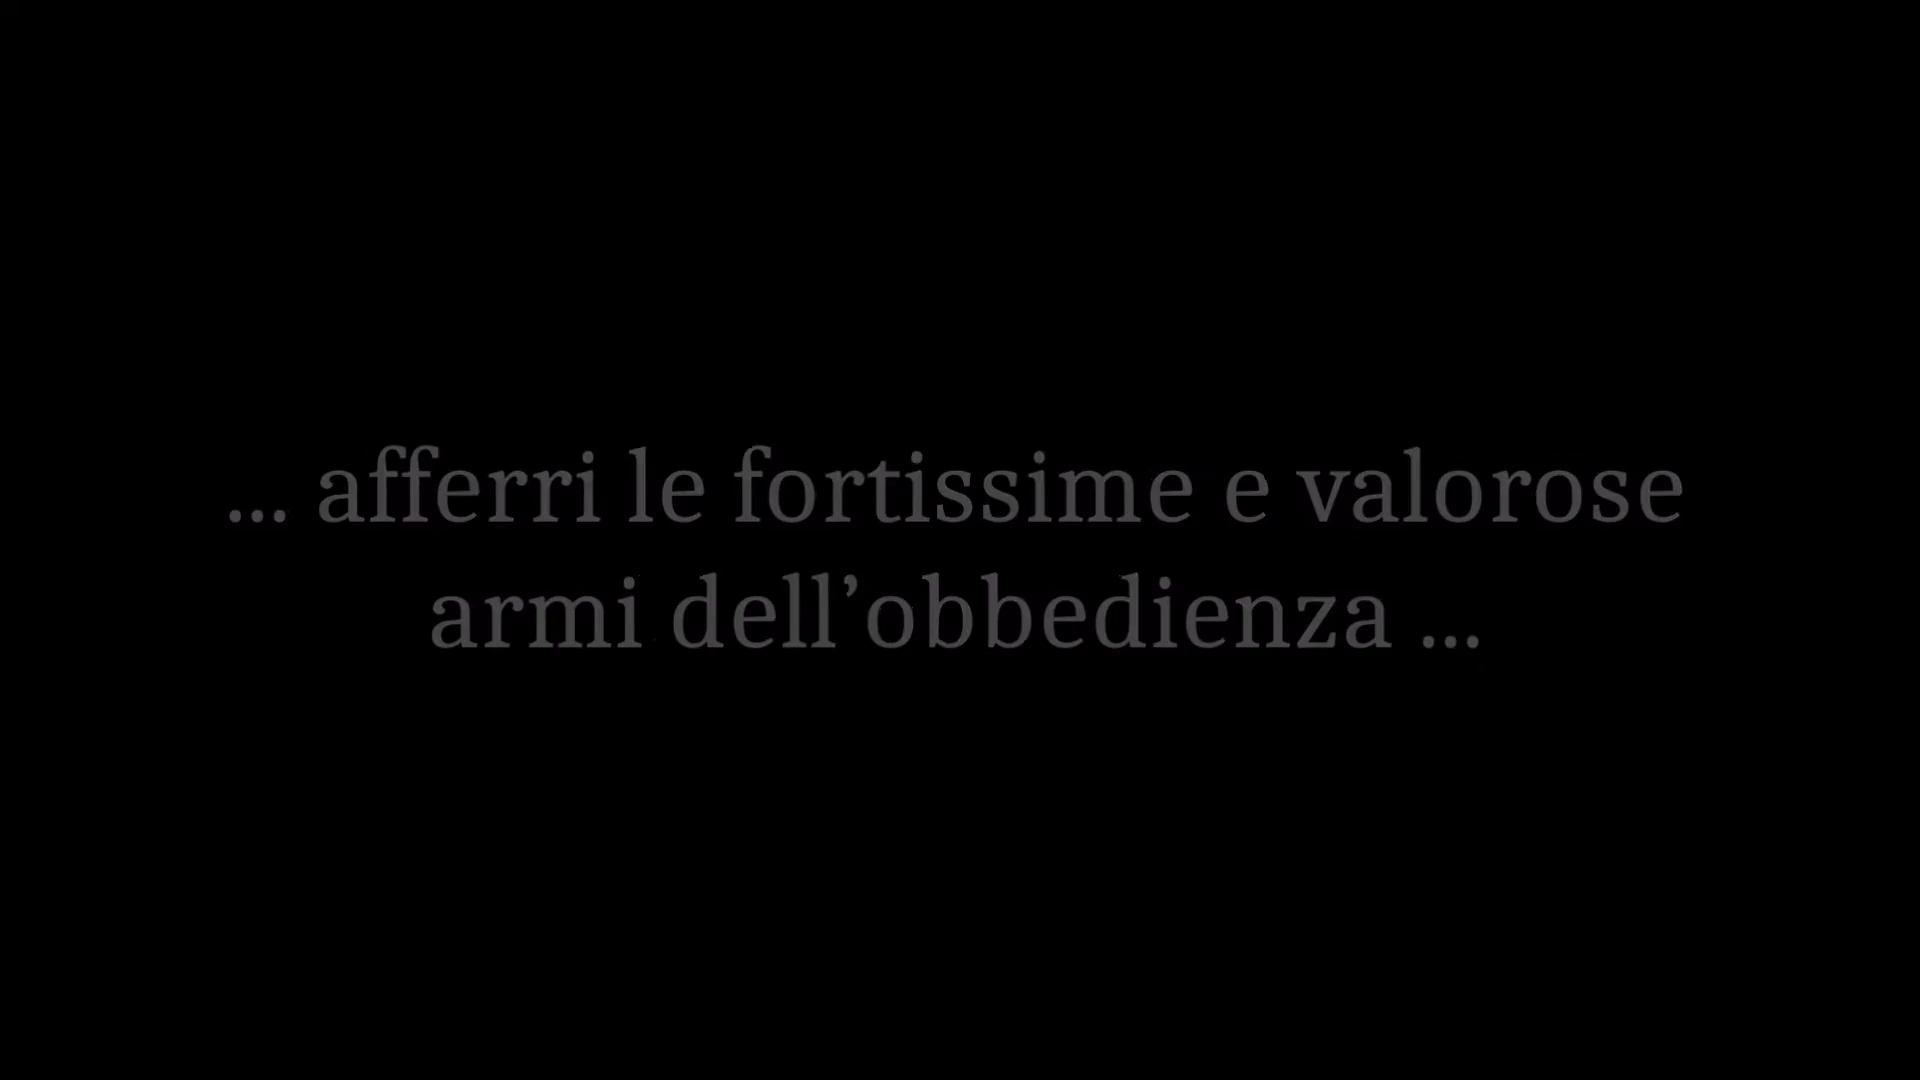 ... afferri le fortissime e valorose
armi dell’obbedienza ...